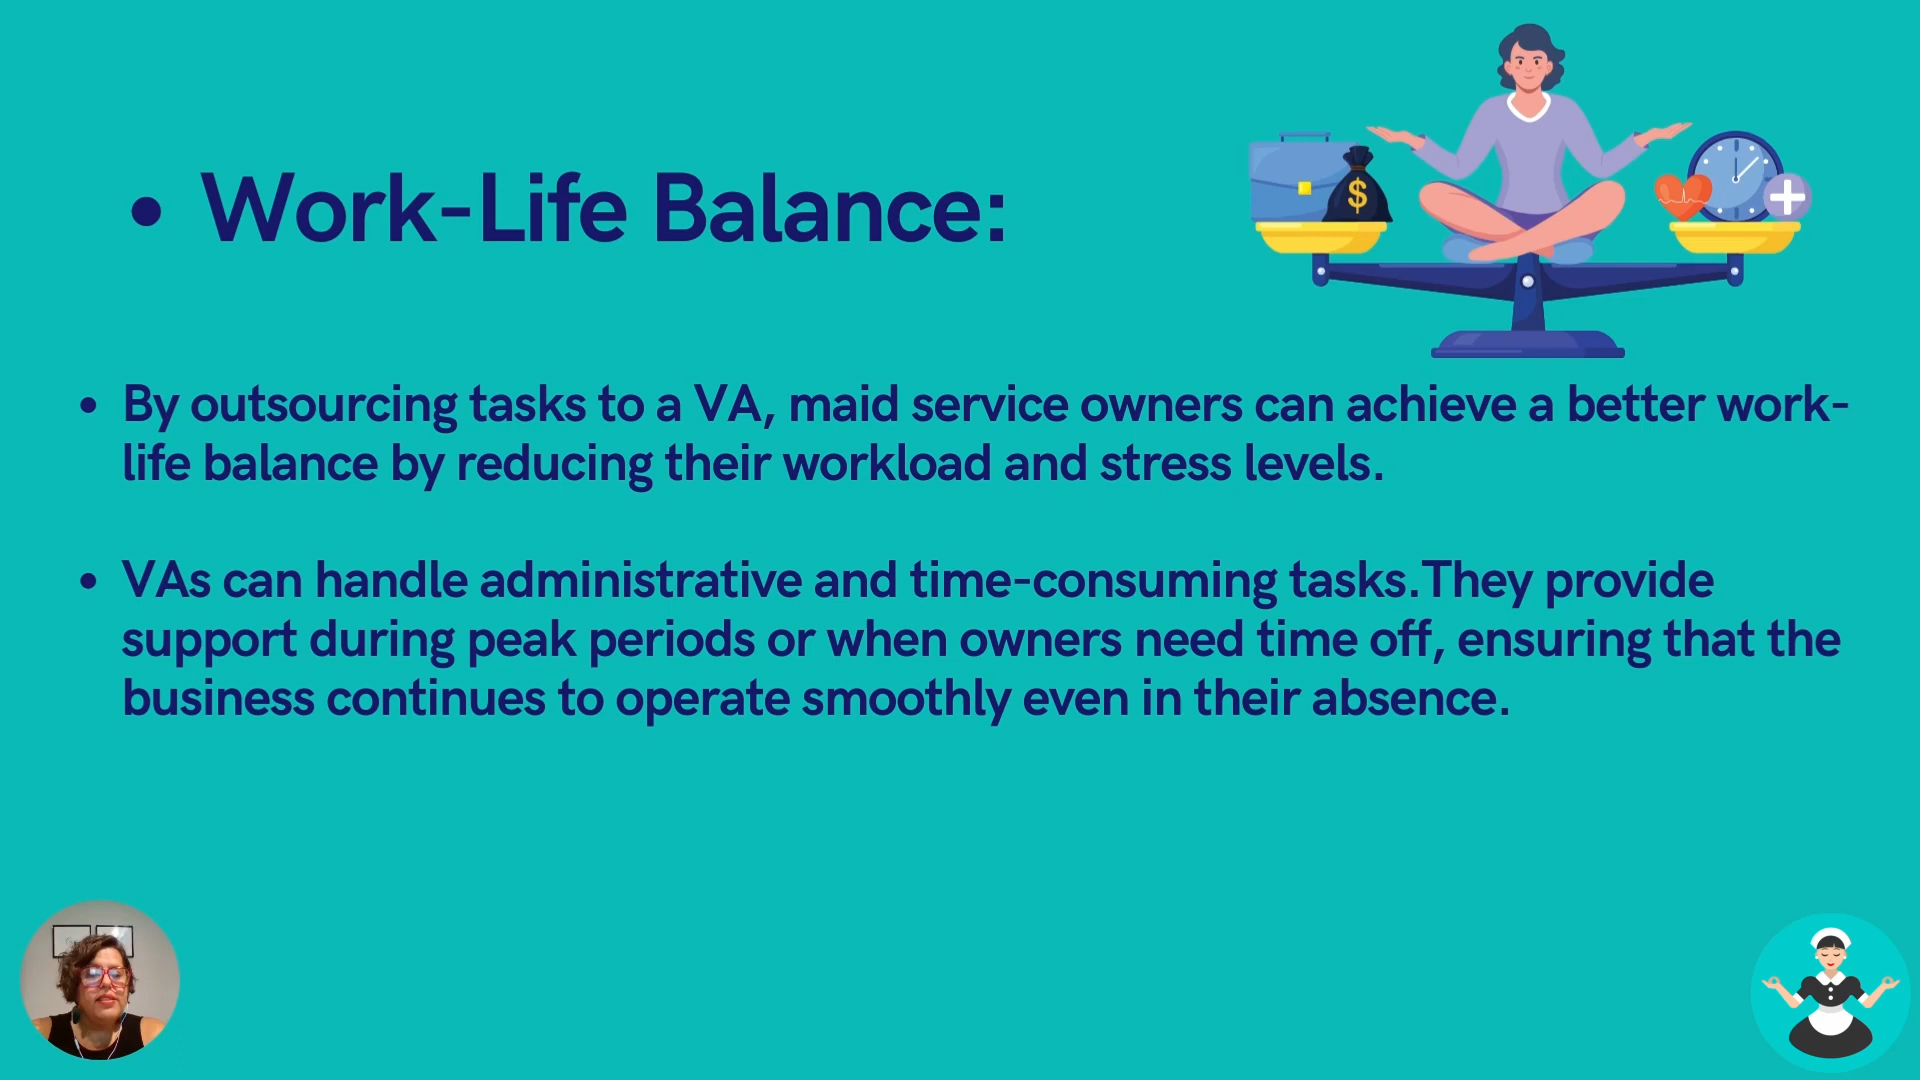 • Work-Life Balance:
$
• By outsourcing tasks to a VA, maid service owners can achieve a better work-
life balance by reducing their workload and stress levels.
• VAs can handle administrative and time-consuming tasks.They provide
support during peak periods or when owners need time off, ensuring that the
business continues to operate smoothly even in their absence.